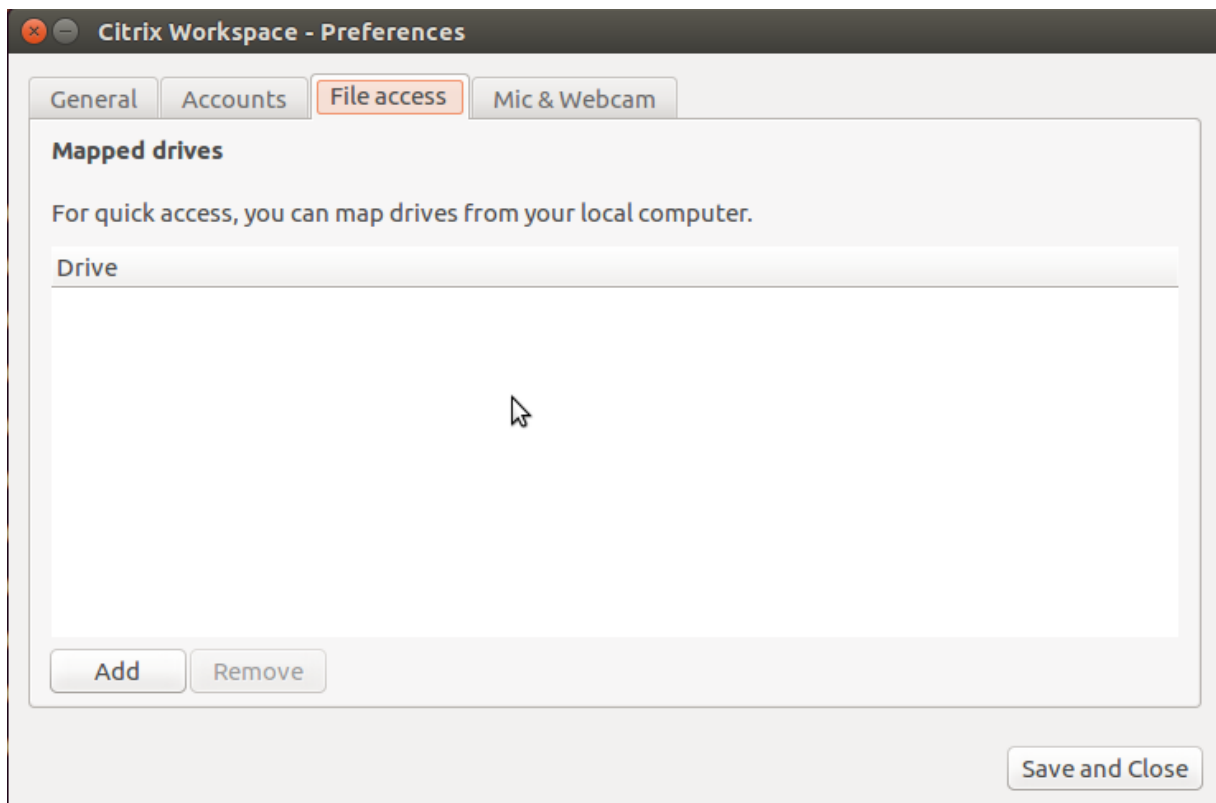 Citrix Workspace - Preferences
General Accounts File access Mic & Webcam
Mapped drives
For quick access, you can map drives from your local computer.
Drive
Add Remove
Save and Close